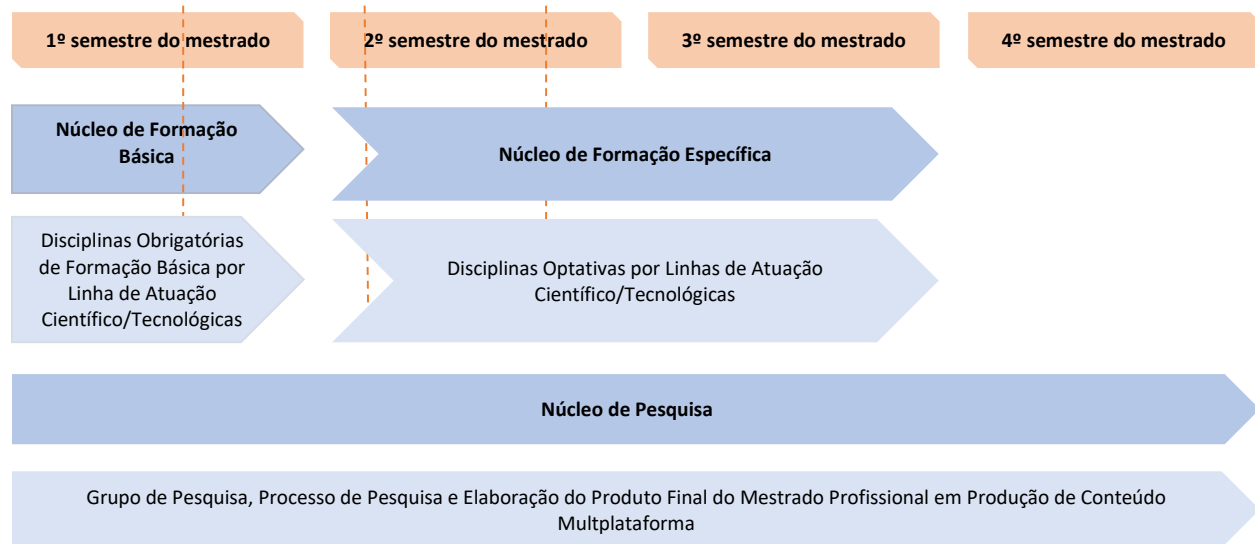 1º semestre do mestrado
2º semestre do mestrado
3º semestre do mestrado
4º semestre do mestrado
Núcleo de Formação
Básica
Núcleo de Formação Específica
Disciplinas Obrigatórias
de Formação Básica por
Linha de Atuação
Científico/Tecnológicas
Disciplinas Optativas por Linhas de Atuação
Científico/Tecnológicas
Núcleo de Pesquisa
Grupo de Pesquisa, Processo de Pesquisa e Elaboração do Produto Final do Mestrado Profissional em Produção de Conteúdo
Multplataforma